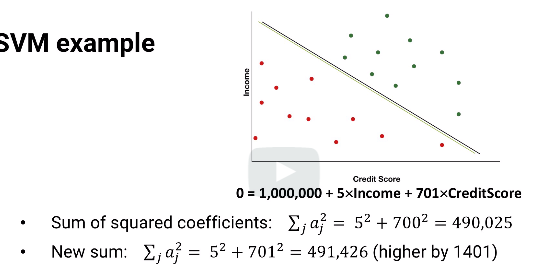 SVM example
Income
Credit Score
0 = 1,000,000 + 5×Income + 701×CreditScore
• Sum of squared coefficients: ∑ⱼ aⱼ² = 5² + 700² = 490,025
• New sum: ∑ⱼ aⱼ² = 5² + 701² = 491,426 (higher by 1401)